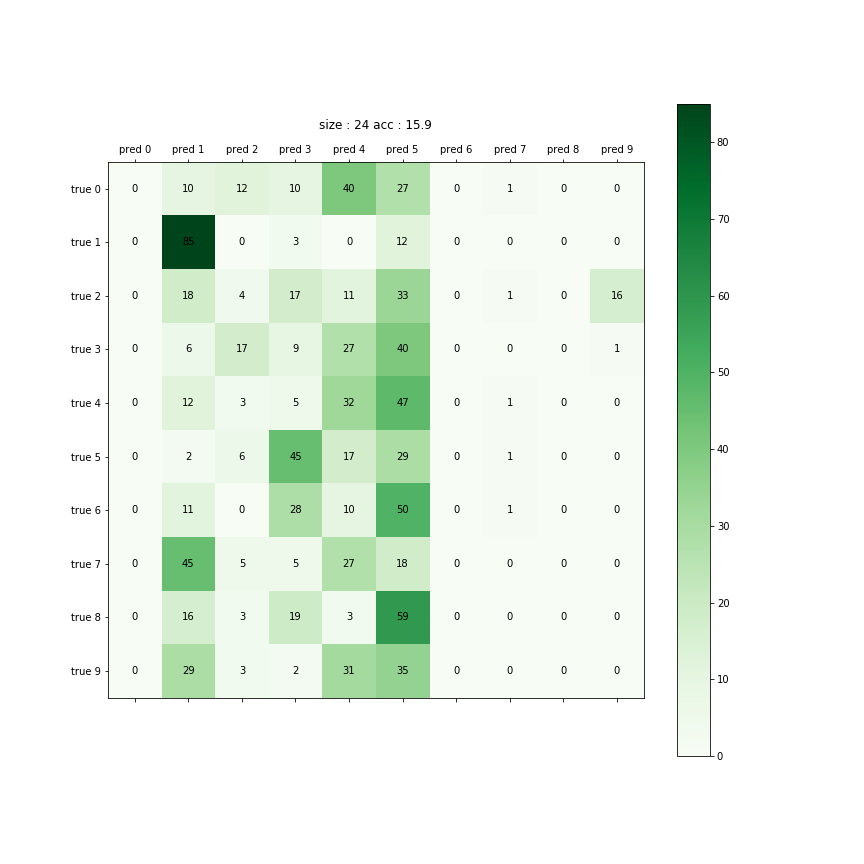 size : 24 acc : 15.9
pred 0 pred 1 pred 2 pred 3 pred 4 pred 5 pred 6 pred 7 pred 8 pred 9
true 0 0 10 12 10 40 27 0 1 0 0
true 1 0 85 0 3 0 12 0 0 0 0
true 2 0 18 4 17 11 33 0 1 0 16
true 3 0 6 17 9 27 40 0 0 0 1
true 4 0 12 3 5 32 47 0 1 0 0
true 5 0 2 6 45 17 29 0 1 0 0
true 6 0 11 0 28 10 50 0 1 0 0
true 7 0 45 5 5 27 18 0 0 0 0
true 8 0 16 3 19 3 59 0 0 0 0
true 9 0 29 3 2 31 35 0 0 0 0
80
70
60
50
40
30
20
10
0